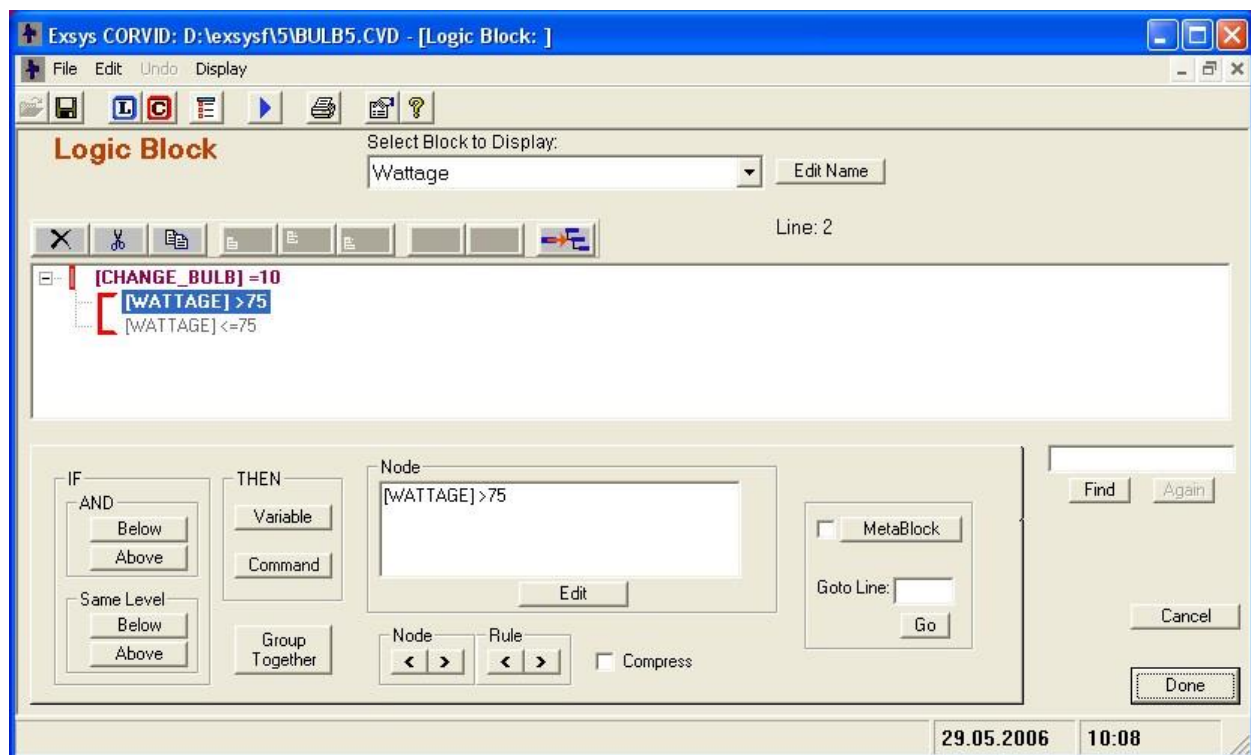 Exsys CORVID: D:\exsysf\5\BULB5.CVD - [Logic Block: ]
File Edit Undo Display
Logic Block
Select Block to Display:
Wattage
Edit Name
Line: 2
[CHANGE_BULB] =10
[WATTAGE] >75
[WATTAGE] <=75
IF
AND
Below
Above
Same Level
Below
Above
THEN
Variable
Command
Group
Together
Node
[WATTAGE] >75
Edit
Node
< >
Rule
< >
Compress
MetaBlock
Goto Line:
Go
Find Again
Cancel
Done
29.05.2006 10:08